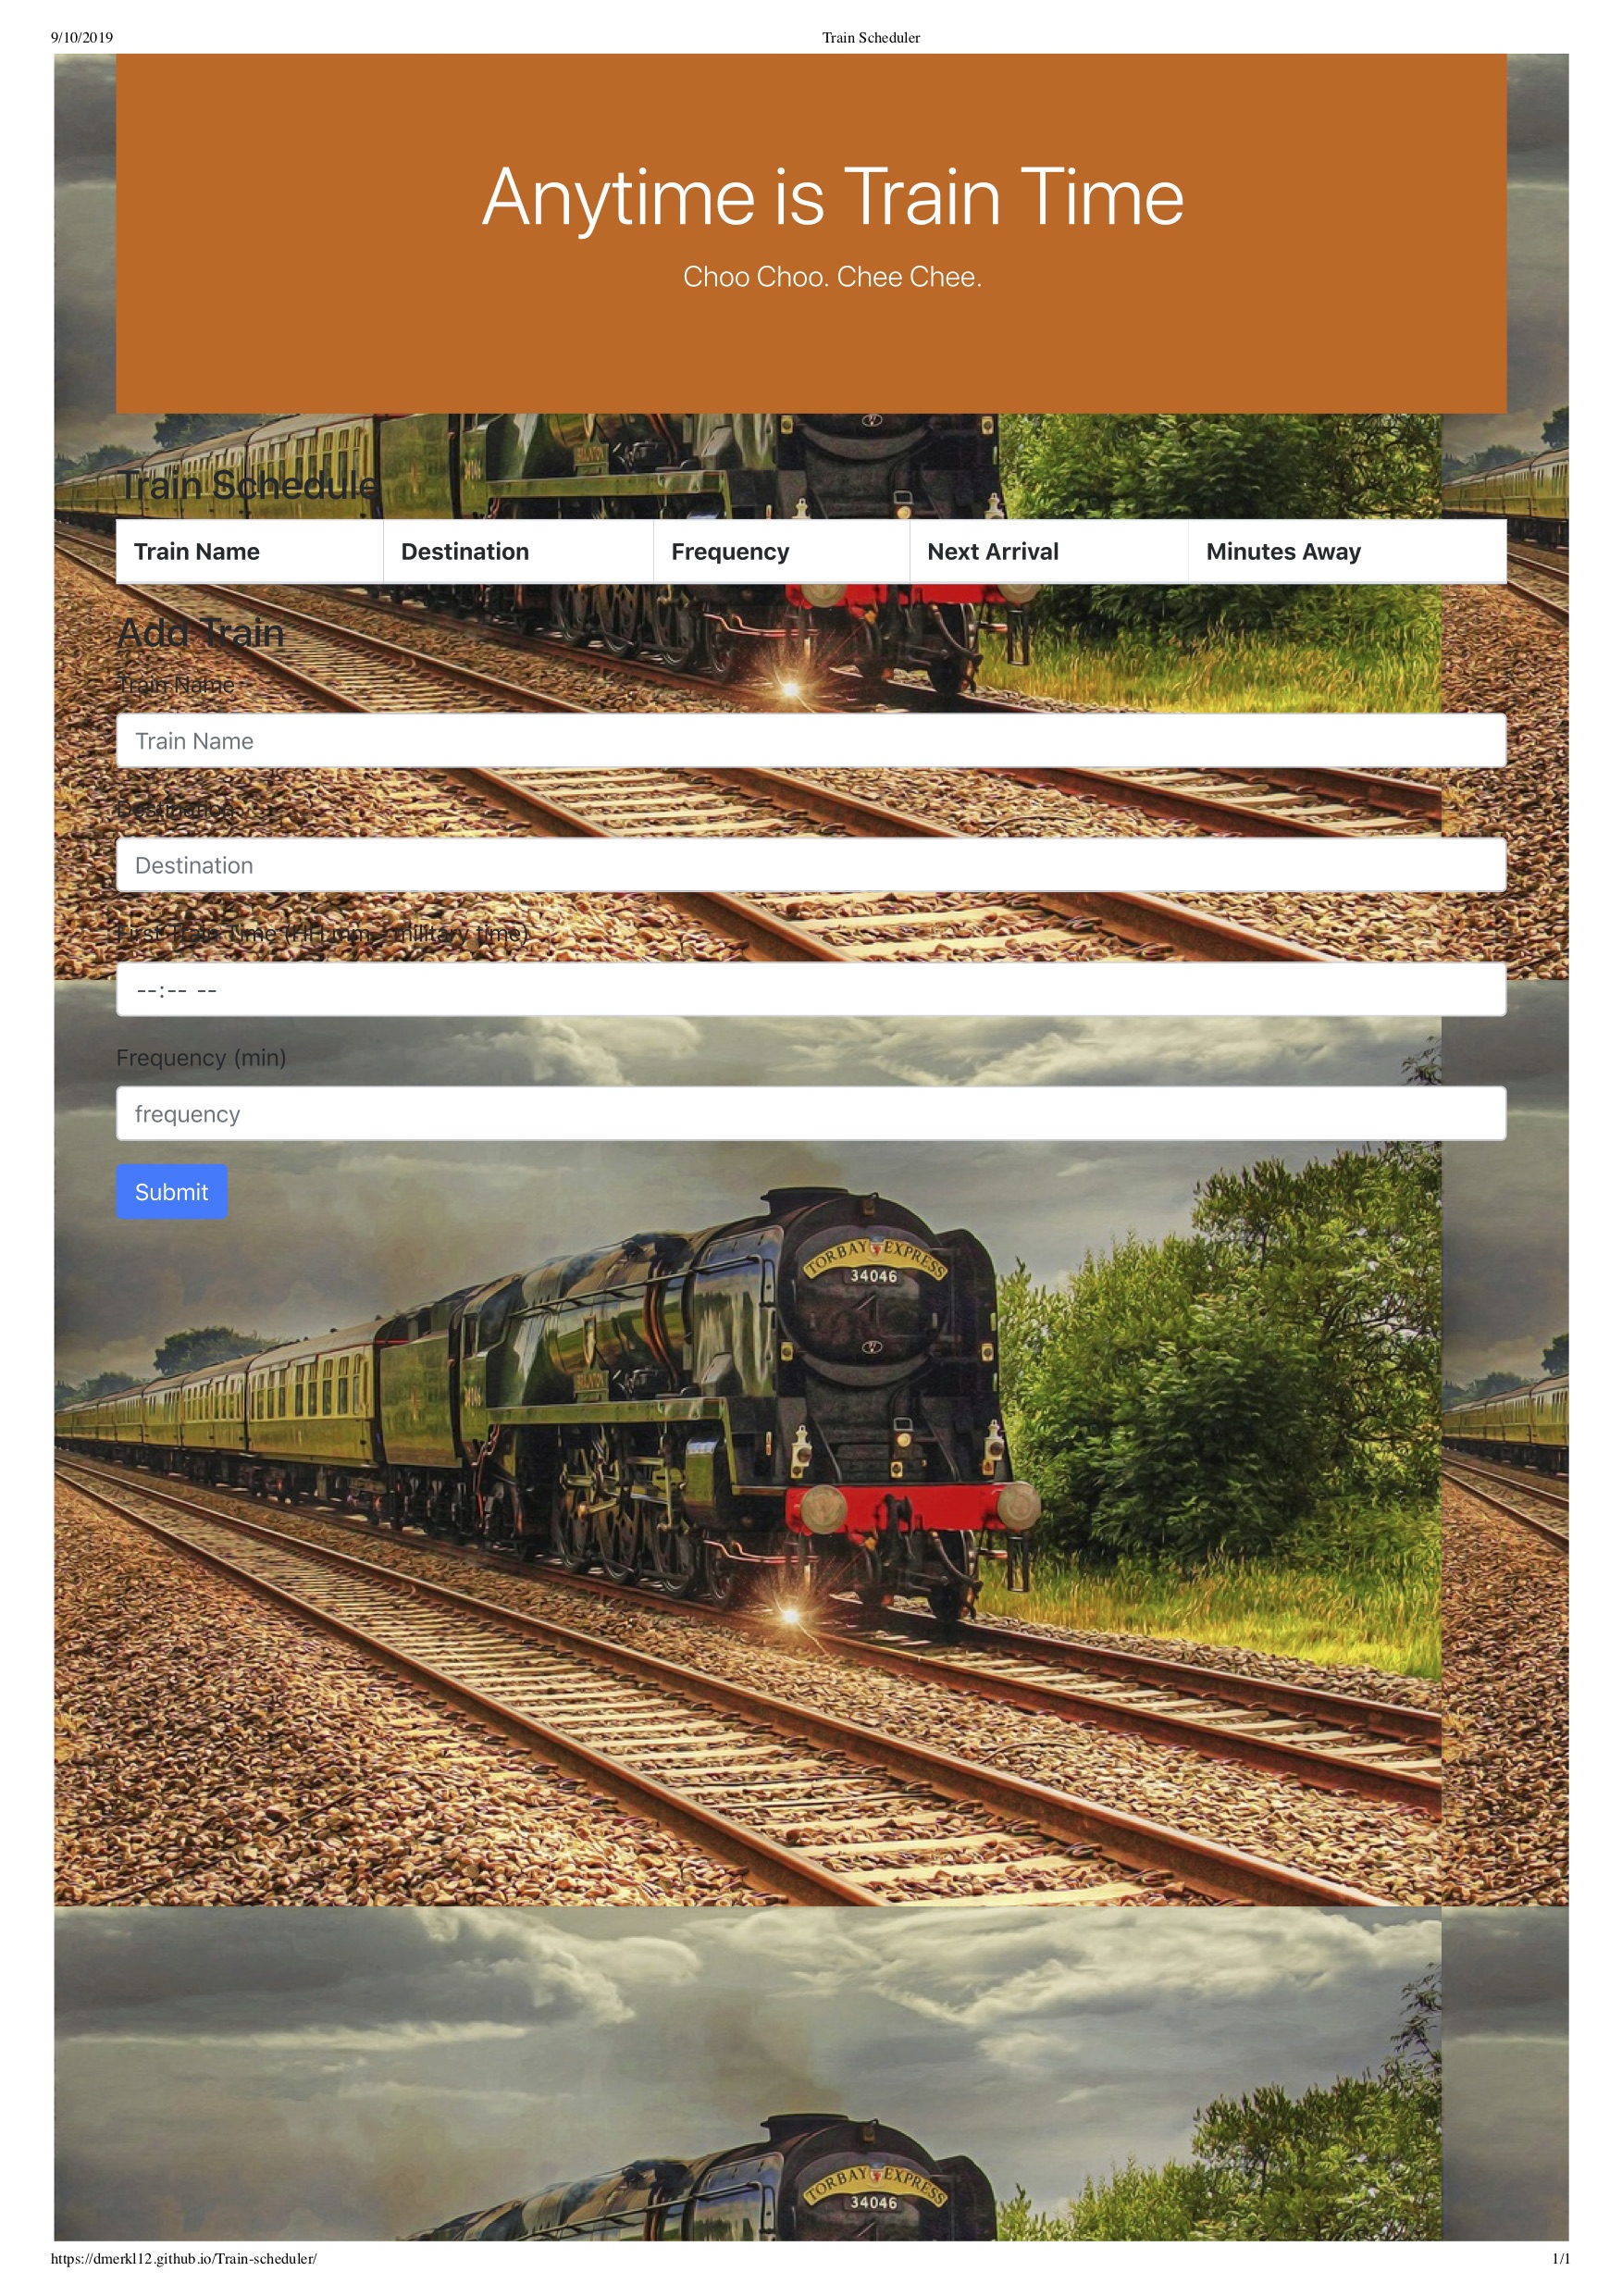 9/10/2019 Train Scheduler
Anytime is Train Time
Choo Choo. Chee Chee.
Train Schedule
Train Name Destination Frequency Next Arrival Minutes Away
Add Train
Train Name
Train Name
Destination
Destination
First Train Time (HH:mm - military time)
--:-- --
Frequency (min)
frequency
Submit
TORBAY EXPRESS
34046
TORBAY EXPRESS
34046
https://dmerkl12.github.io/Train-scheduler/ 1/1